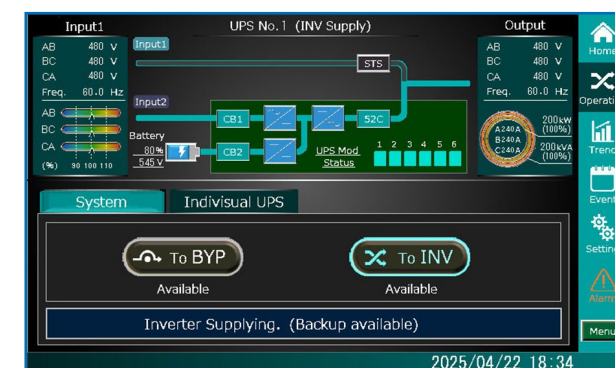 Input1
UPS No.1 (INV Supply)
Output
AB 480 V
BC 480 V
CA 480 V
Freq. 60.0 Hz
AB
BC
CA
(%) 90 100 110
Input1
Input2
STS
CB1
52C
Battery
80%
545 V
CB2
UPS Mod
Status
1 2 3 4 5 6
AB 480 V
BC 480 V
CA 480 V
Freq. 60.0 Hz
A240A
B240A
C240A
200kW
(100%)
200kVA
(100%)
Home
Operati
Trend
Event
Setting
Alarm
Menu
System
Indivisual UPS
To BYP
Available
To INV
Available
Inverter Supplying. (Backup available)
2025/04/22 18:34